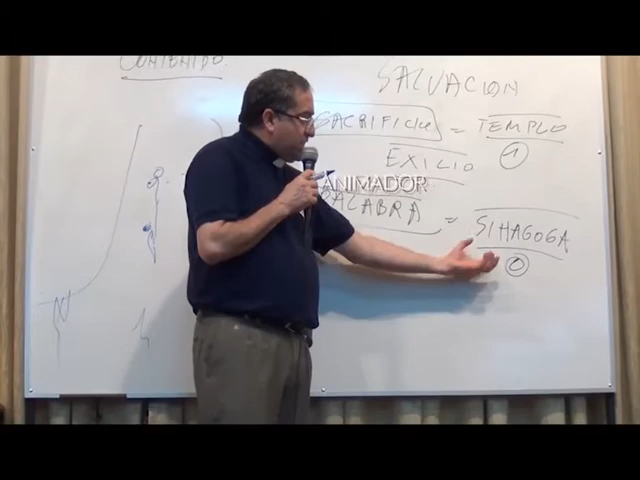 CONTENIDO.
SALVACION
SACRIFICIO = TEMPLO
1
EXILIO
ANIMADOR
PALABRA = SINAGOGA
0